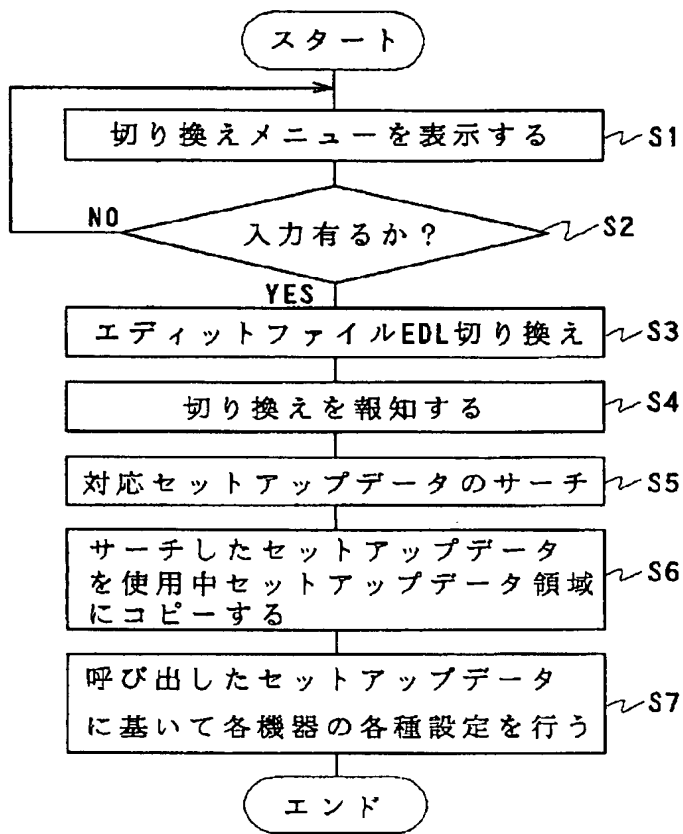 スタート
切り換えメニューを表示する
S1
NO
入力有るか？
S2
YES
エディットファイルEDL切り換え
S3
切り換えを報知する
S4
対応セットアップデータのサーチ
S5
サーチしたセットアップデータ
を使用中セットアップデータ領域
にコピーする
S6
呼び出したセットアップデータ
に基いて各機器の各種設定を行う
S7
エンド